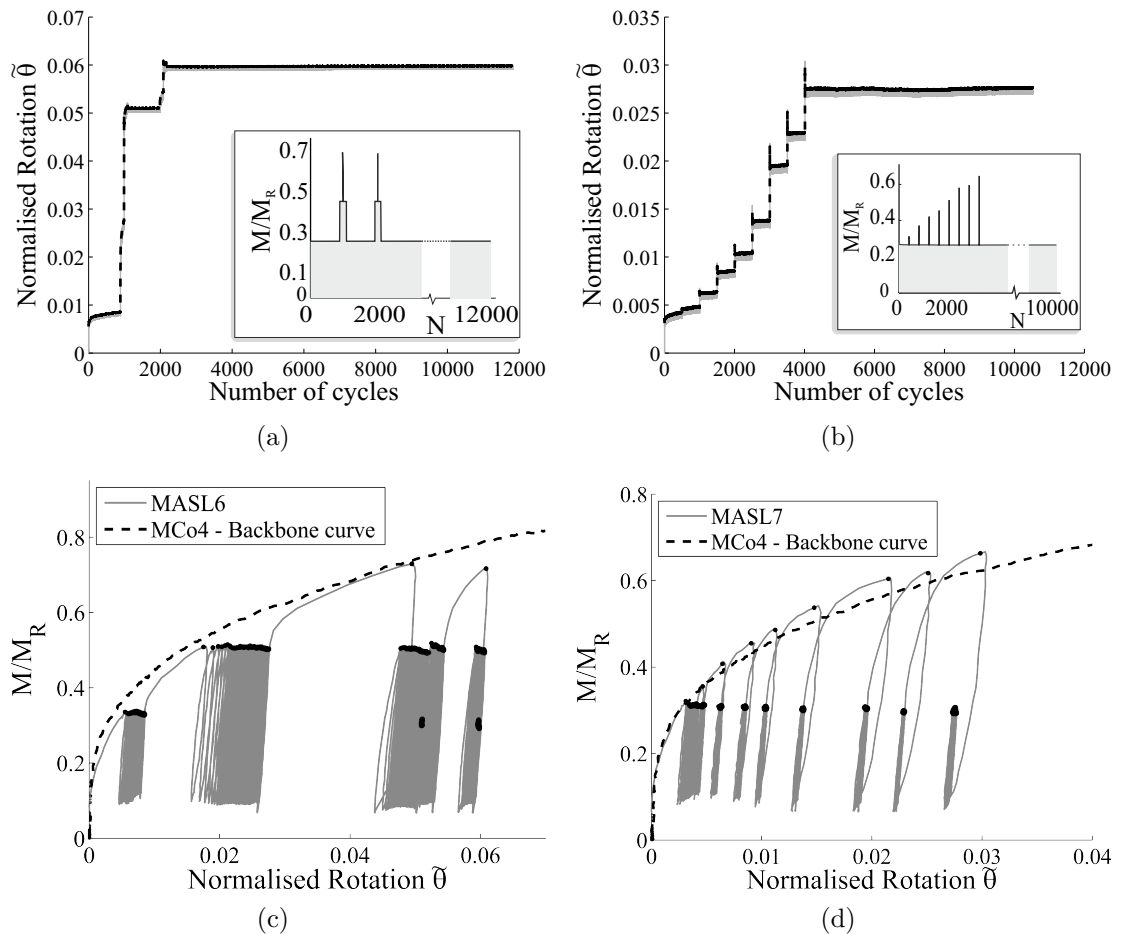 0.07
0.06
0.05
0.04
0.03
0.02
0.01
0
Normalised Rotation θ̃
0 2000 4000 6000 8000 10000 12000
Number of cycles
0.7
0.5
0.3
0.1
0
M/MR
0 2000 N 12000
(a)
0.035
0.03
0.025
0.02
0.015
0.01
0.005
0
Normalised Rotation θ̃
0 2000 4000 6000 8000 10000 12000
Number of cycles
0.6
0.4
0.2
0
M/MR
0 2000 N 10000
(b)
MASL6
MCo4 - Backbone curve
0.8
0.6
0.4
0.2
0
M/MR
0 0.02 0.04 0.06
Normalised Rotation θ̃
(c)
MASL7
MCo4 - Backbone curve
0.8
0.6
0.4
0.2
0
M/MR
0 0.01 0.02 0.03 0.04
Normalised Rotation θ̃
(d)